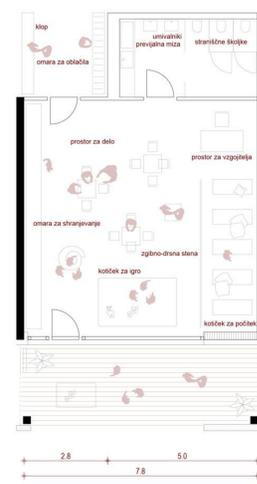 klop
omara za oblačila
umivalniki
previjalna miza
straniščne školjke
prostor za delo
prostor za vzgojitelja
omara za shranjevanje
zgibno-drsna stena
kotiček za igro
kotiček za počitek
2.8
5.0
7.8